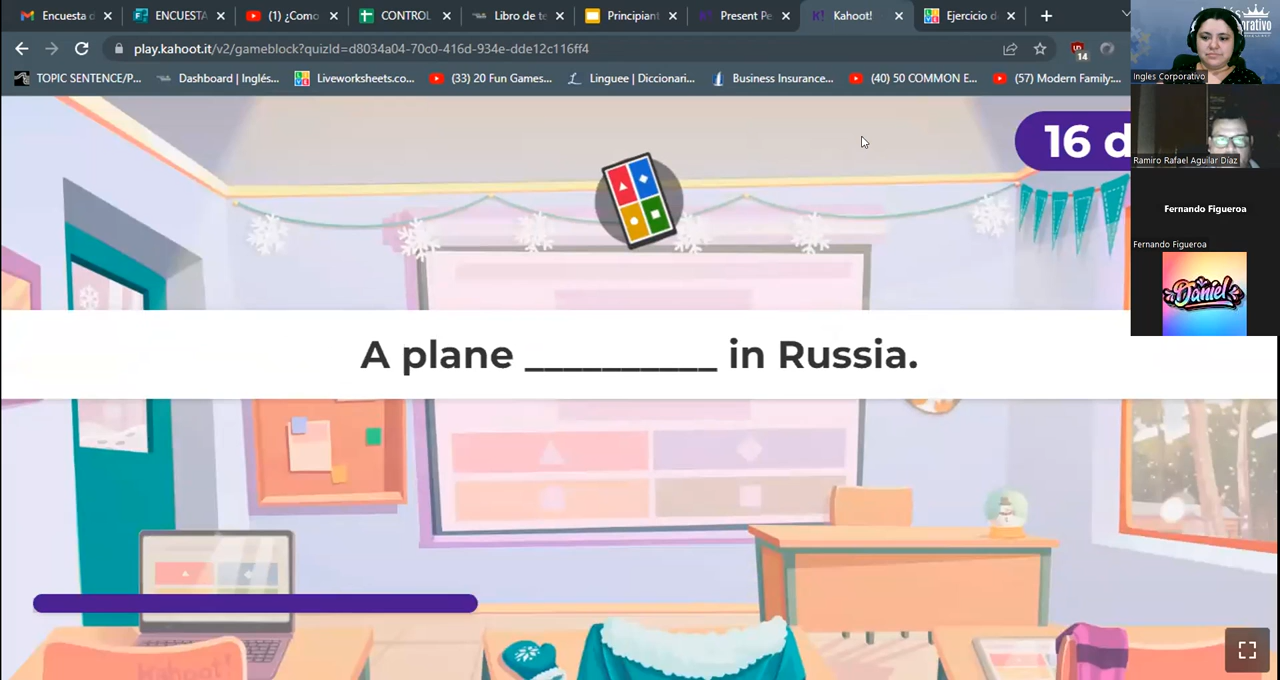 Encuesta d
ENCUESTA
(1) ¿Como
CONTROL
Libro de te
Principiant
Present Pe
Kahoot!
Ejercicio d
play.kahoot.it/v2/gameblock?quizId=d8034a04-70c0-416d-934e-dde12c116ff4
14
TOPIC SENTENCE/P...
Dashboard | Inglés...
Liveworksheets.co...
(33) 20 Fun Games...
Linguee | Diccionari...
Business Insurance...
(40) 50 COMMON E...
(57) Modern Family:...
Ingles Corporativo
16 d
Ramiro Rafael Aguilar Díaz
Fernando Figueroa
Fernando Figueroa
Daniel
A plane __________ in Russia.
Kahoot!